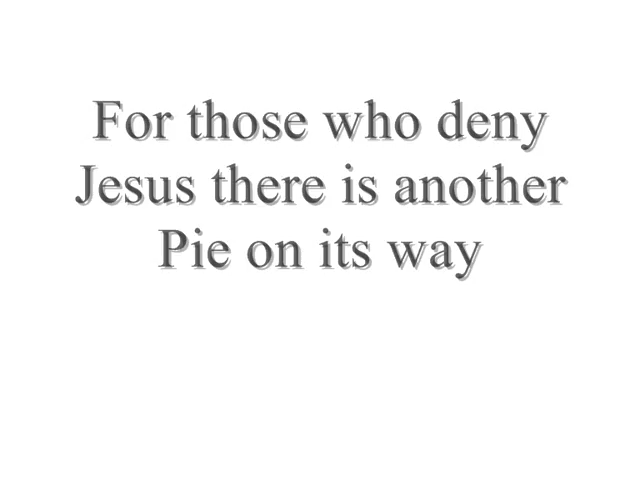 For those who deny
Jesus there is another
Pie on its way